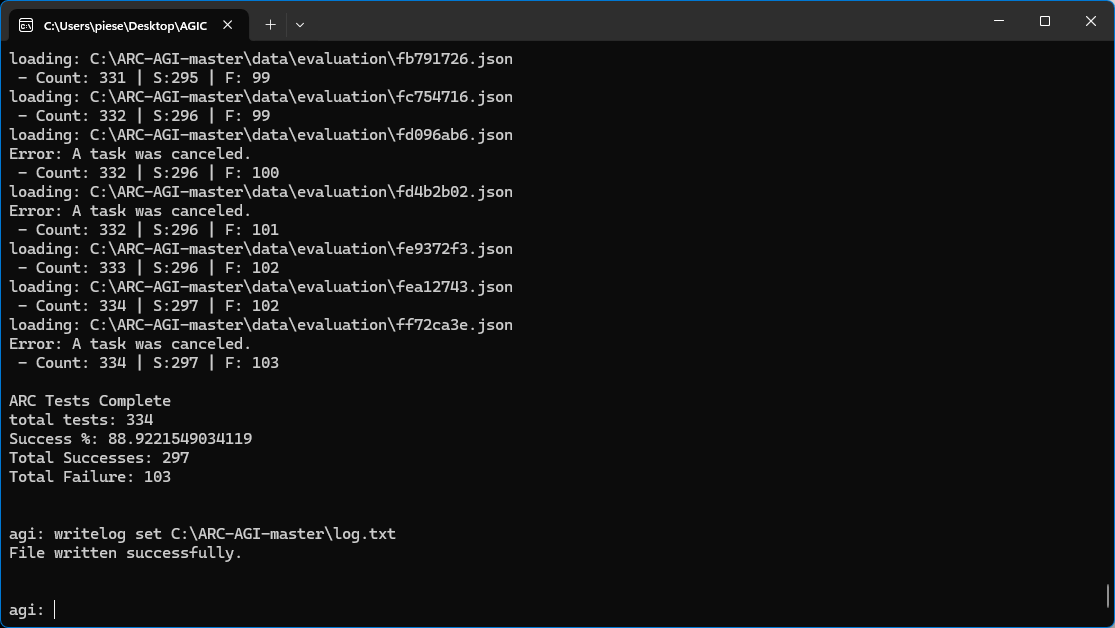 C:\Users\piese\Desktop\AGIC
loading: C:\ARC-AGI-master\data\evaluation\fb791726.json
- Count: 331 | S:295 | F: 99
loading: C:\ARC-AGI-master\data\evaluation\fc754716.json
- Count: 332 | S:296 | F: 99
loading: C:\ARC-AGI-master\data\evaluation\fd096ab6.json
Error: A task was canceled.
- Count: 332 | S:296 | F: 100
loading: C:\ARC-AGI-master\data\evaluation\fd4b2b02.json
Error: A task was canceled.
- Count: 332 | S:296 | F: 101
loading: C:\ARC-AGI-master\data\evaluation\fe9372f3.json
- Count: 333 | S:296 | F: 102
loading: C:\ARC-AGI-master\data\evaluation\fea12743.json
- Count: 334 | S:297 | F: 102
loading: C:\ARC-AGI-master\data\evaluation\ff72ca3e.json
Error: A task was canceled.
- Count: 334 | S:297 | F: 103
ARC Tests Complete
total tests: 334
Success %: 88.9221549034119
Total Successes: 297
Total Failure: 103
agi: writelog set C:\ARC-AGI-master\log.txt
File written successfully.
agi: